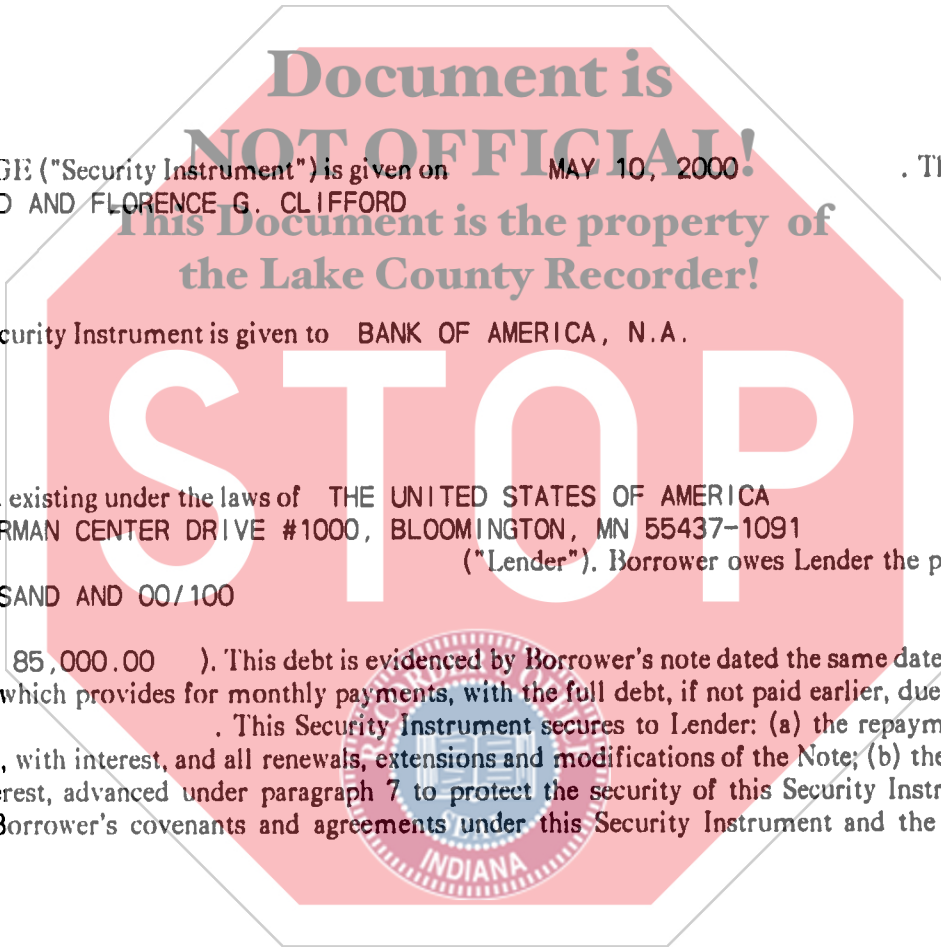 Document is
NOT OFFICIAL!
GE ("Security Instrument") is given on MAY 10, 2000 . Th
D AND FLORENCE G. CLIFFORD
This Document is the property of
the Lake County Recorder!
curity Instrument is given to BANK OF AMERICA, N.A.
STOP
existing under the laws of THE UNITED STATES OF AMERICA
RMAN CENTER DRIVE #1000, BLOOMINGTON, MN 55437-1091
("Lender"). Borrower owes Lender the p
SAND AND 00/100
85,000.00 ). This debt is evidenced by Borrower's note dated the same date
which provides for monthly payments, with the full debt, if not paid earlier, due
. This Security Instrument secures to Lender: (a) the repaym
, with interest, and all renewals, extensions and modifications of the Note; (b) the
erest, advanced under paragraph 7 to protect the security of this Security Instr
Borrower's covenants and agreements under this Security Instrument and the
SEAL
INDIANA